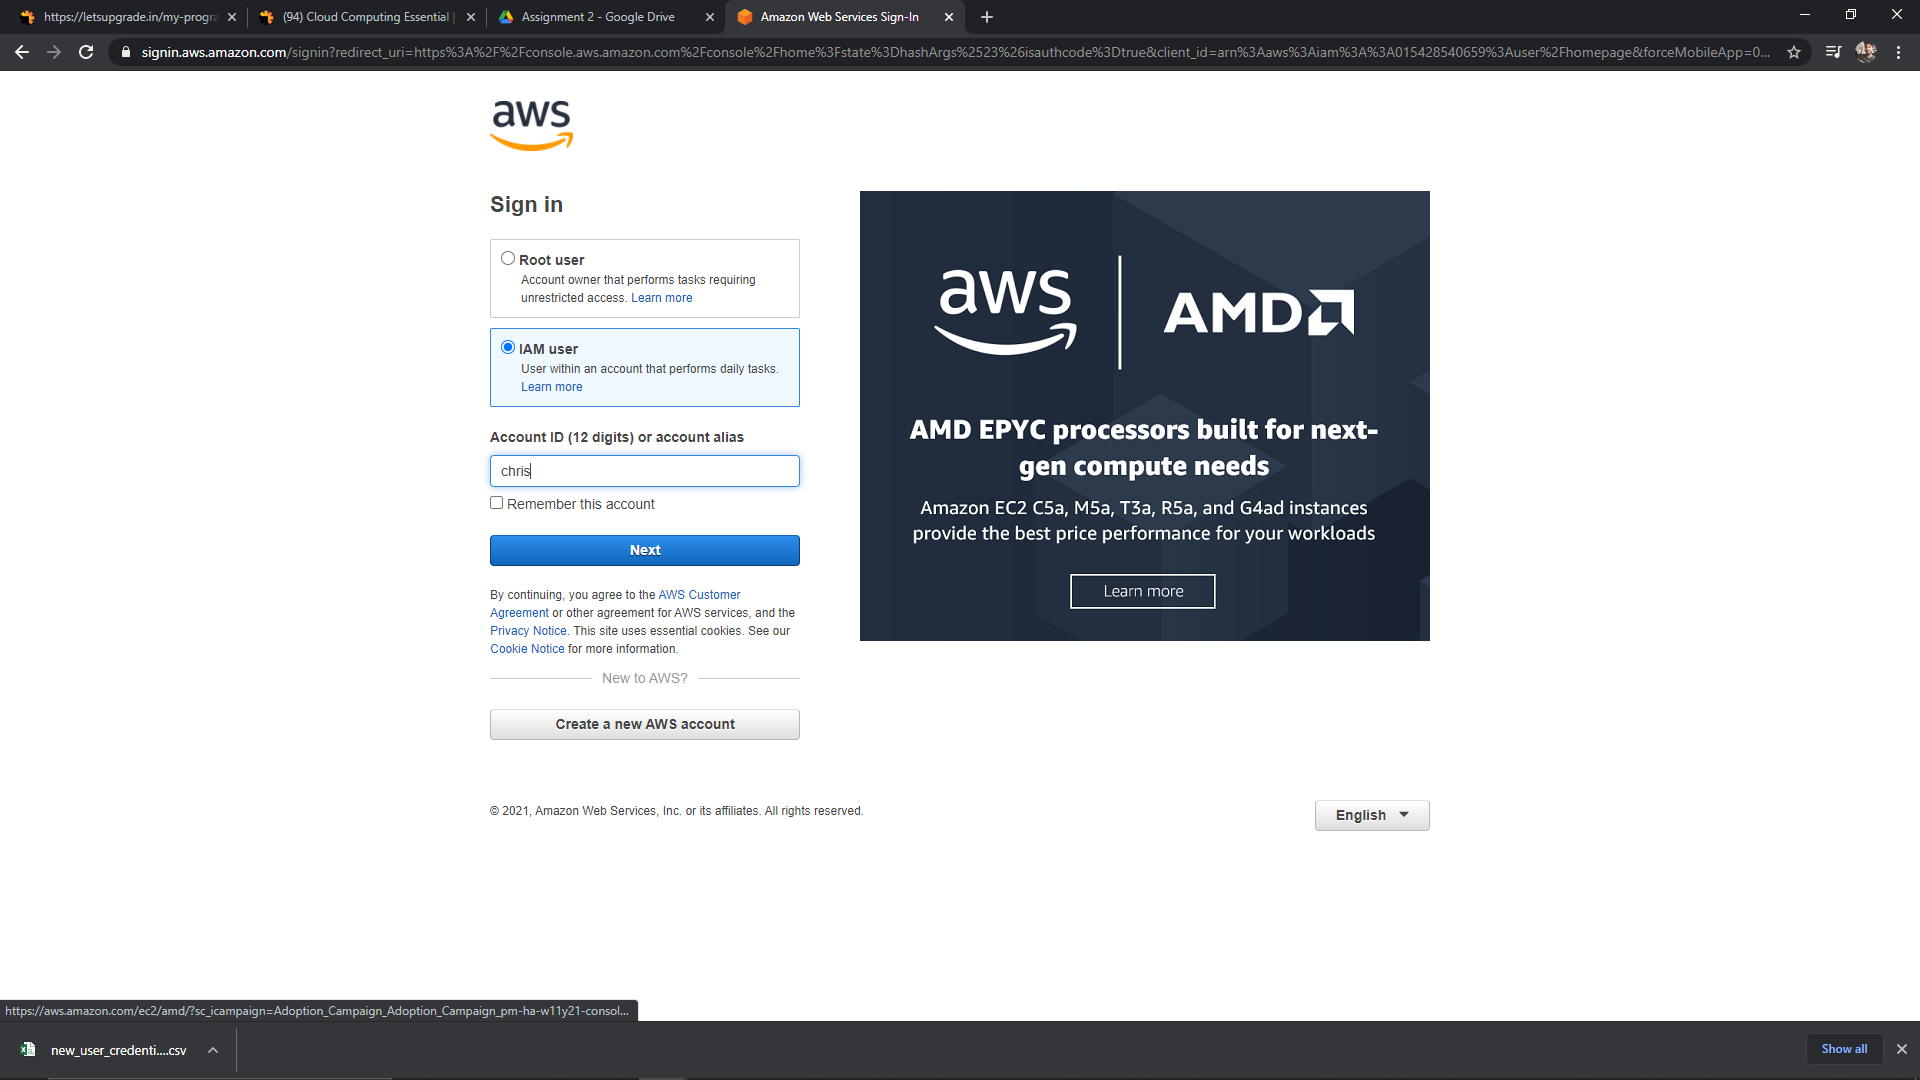 https://letsupgrade.in/my-progra
(94) Cloud Computing Essential |
Assignment 2 - Google Drive
Amazon Web Services Sign-In
signin.aws.amazon.com/signin?redirect_uri=https%3A%2F%2Fconsole.aws.amazon.com%2Fconsole%2Fhome%3Fstate%3DhashArgs%2523%26isauthcode%3Dtrue&client_id=arn%3Aaws%3Aiam%3A%3A015428540659%3Auser%2Fhomepage&forceMobileApp=0...
aws
Sign in
Root user
Account owner that performs tasks requiring
unrestricted access. Learn more
IAM user
User within an account that performs daily tasks.
Learn more
Account ID (12 digits) or account alias
chris
Remember this account
Next
By continuing, you agree to the AWS Customer
Agreement or other agreement for AWS services, and the
Privacy Notice. This site uses essential cookies. See our
Cookie Notice for more information.
New to AWS?
Create a new AWS account
aws | AMD
AMD EPYC processors built for next-
gen compute needs
Amazon EC2 C5a, M5a, T3a, R5a, and G4ad instances
provide the best price performance for your workloads
Learn more
© 2021, Amazon Web Services, Inc. or its affiliates. All rights reserved.
English
https://aws.amazon.com/ec2/amd/?sc_icampaign=Adoption_Campaign_Adoption_Campaign_pm-ha-w11y21-consol...
new_user_credenti....csv
Show all